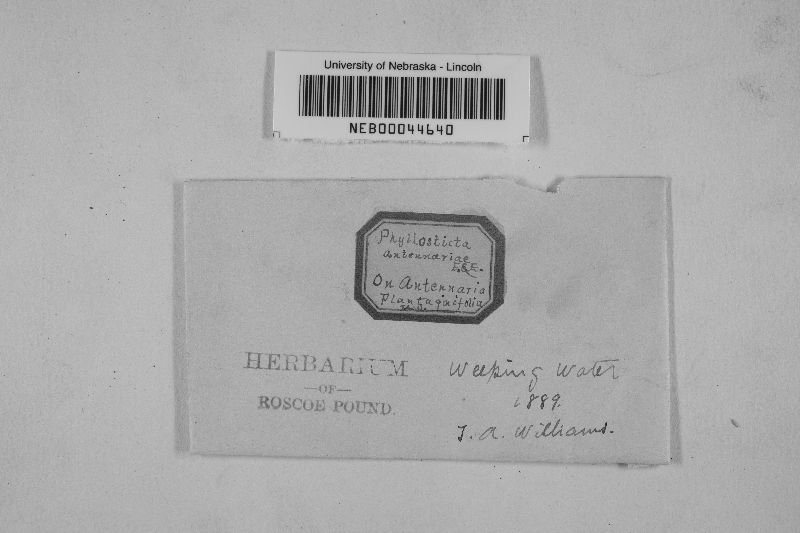 University of Nebraska - Lincoln
NEB00044640
Phyllosticta
antennariae
E.&E.
On Antennaria
Plantaginifolia
HERBARIUM
—OF—
ROSCOE POUND.
Weeping Water
1889.
T. A. Williams.